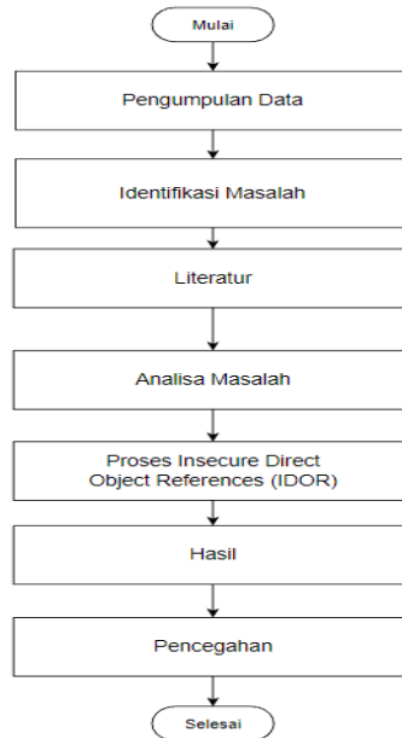 Mulai
Pengumpulan Data
Identifikasi Masalah
Literatur
Analisa Masalah
Proses Insecure Direct
Object References (IDOR)
Hasil
Pencegahan
Selesai